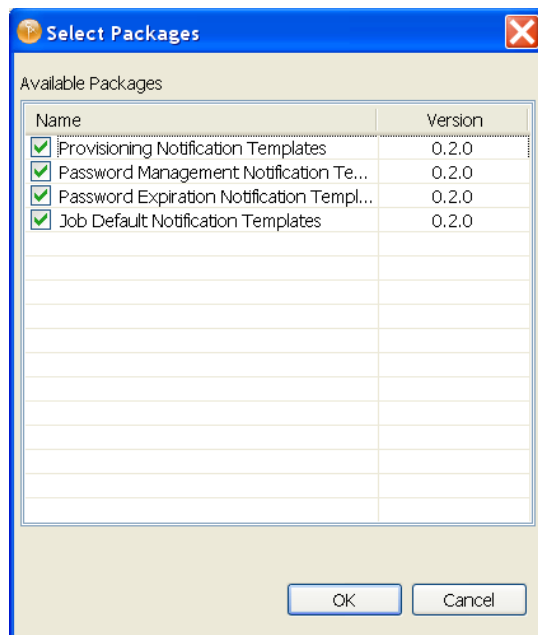 Select Packages
Available Packages
Name Version
Provisioning Notification Templates 0.2.0
Password Management Notification Te... 0.2.0
Password Expiration Notification Templ... 0.2.0
Job Default Notification Templates 0.2.0
OK Cancel